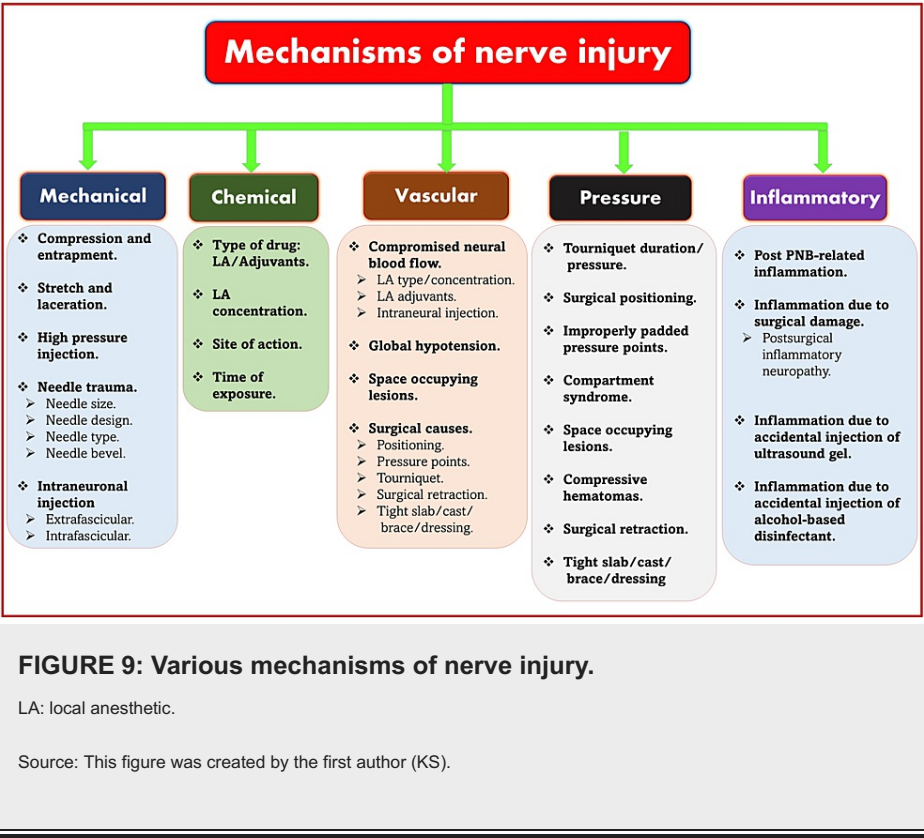 Mechanisms of nerve injury
Mechanical
❖ Compression and
entrapment.
❖ Stretch and
laceration.
❖ High pressure
injection.
❖ Needle trauma.
➢ Needle size.
➢ Needle design.
➢ Needle type.
➢ Needle bevel.
❖ Intraneuronal
injection
➢ Extrafascicular.
➢ Intrafascicular.
Chemical
❖ Type of drug:
LA/Adjuvants.
❖ LA
concentration.
❖ Site of action.
❖ Time of
exposure.
Vascular
❖ Compromised neural
blood flow.
➢ LA type/concentration.
➢ LA adjuvants.
➢ Intraneural injection.
❖ Global hypotension.
❖ Space occupying
lesions.
❖ Surgical causes.
➢ Positioning.
➢ Pressure points.
➢ Tourniquet.
➢ Surgical retraction.
➢ Tight slab/cast/
brace/dressing.
Pressure
❖ Tourniquet duration/
pressure.
❖ Surgical positioning.
❖ Improperly padded
pressure points.
❖ Compartment
syndrome.
❖ Space occupying
lesions.
❖ Compressive
hematomas.
❖ Surgical retraction.
❖ Tight slab/cast/
brace/dressing
Inflammatory
❖ Post PNB-related
inflammation.
❖ Inflammation due to
surgical damage.
➢ Postsurgical
inflammatory
neuropathy.
❖ Inflammation due to
accidental injection of
ultrasound gel.
❖ Inflammation due to
accidental injection of
alcohol-based
disinfectant.
FIGURE 9: Various mechanisms of nerve injury.
LA: local anesthetic.
Source: This figure was created by the first author (KS).